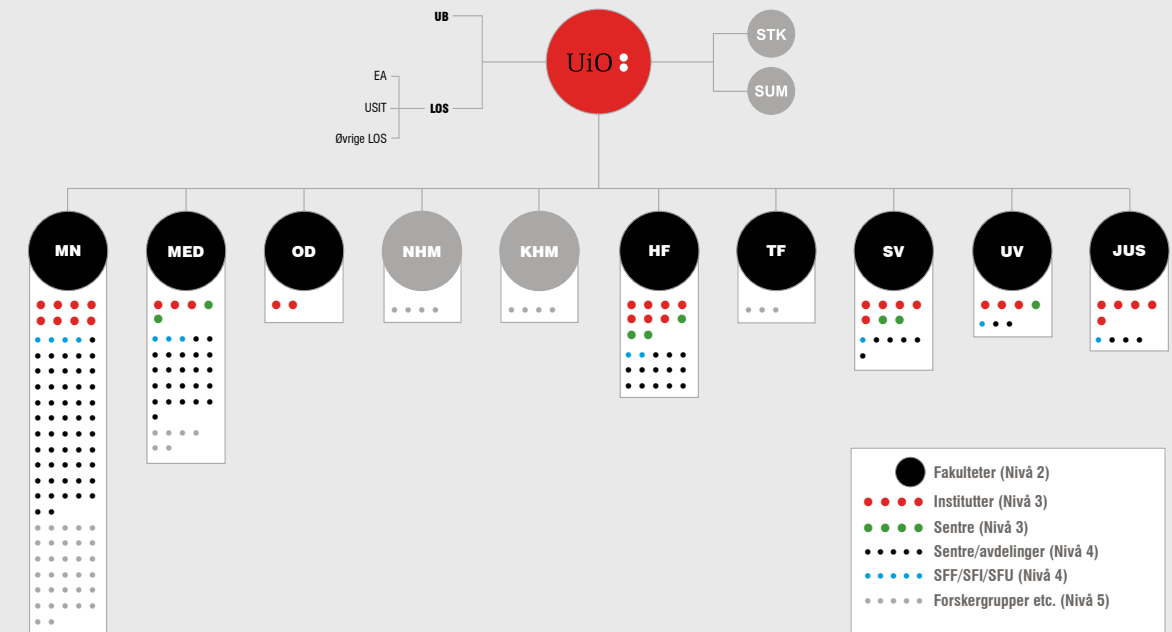 UB
UiO:
STK
EA
SUM
USIT
LOS
Øvrige LOS
MN
MED
OD
NHM
KHM
HF
TF
SV
UV
JUS
Fakulteter (Nivå 2)
Institutter (Nivå 3)
Sentre (Nivå 3)
Sentre/avdelinger (Nivå 4)
SFF/SFI/SFU (Nivå 4)
Forskergrupper etc. (Nivå 5)